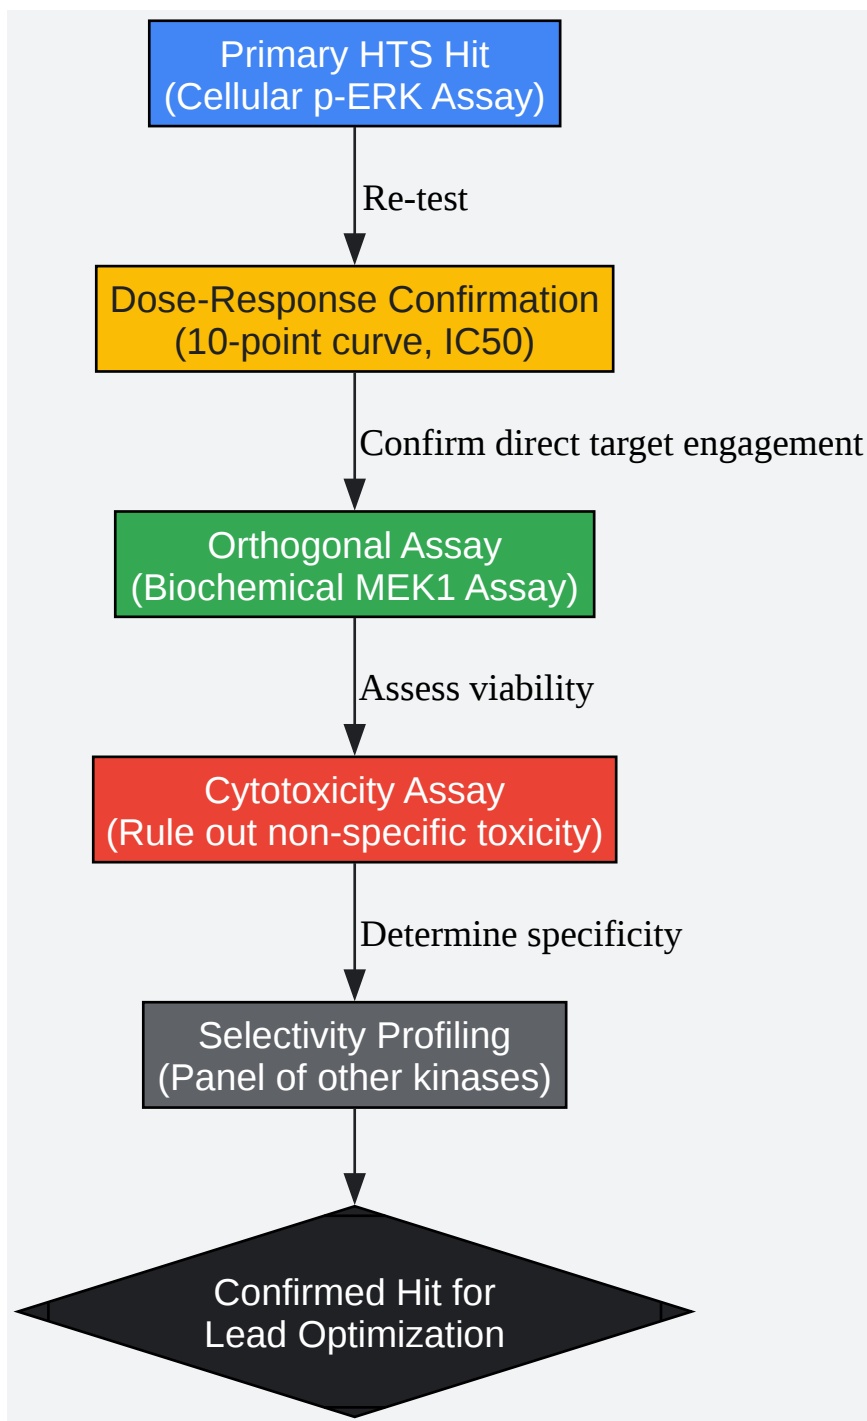 Primary HTS Hit
(Cellular p-ERK Assay)
Re-test
Dose-Response Confirmation
(10-point curve, IC50)
Confirm direct target engagement
Orthogonal Assay
(Biochemical MEK1 Assay)
Assess viability
Cytotoxicity Assay
(Rule out non-specific toxicity)
Determine specificity
Selectivity Profiling
(Panel of other kinases)
Confirmed Hit for
Lead Optimization